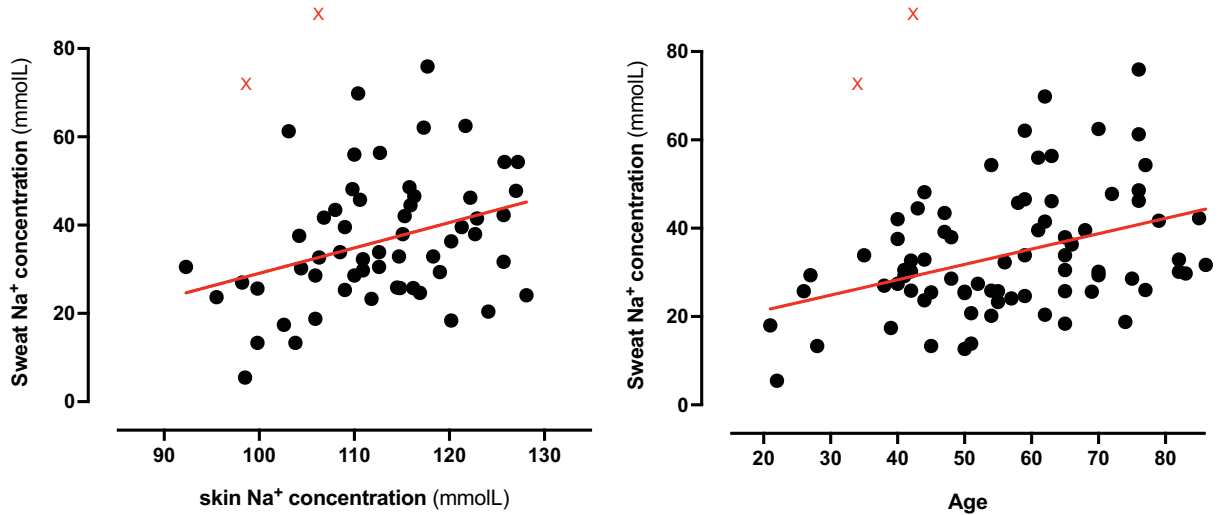 X
X
80
60
40
20
0
Sweat Na⁺ concentration (mmolL)
90 100 110 120 130
skin Na⁺ concentration (mmolL)
X
X
80
60
40
20
0
Sweat Na⁺ concentration (mmolL)
20 30 40 50 60 70 80
Age